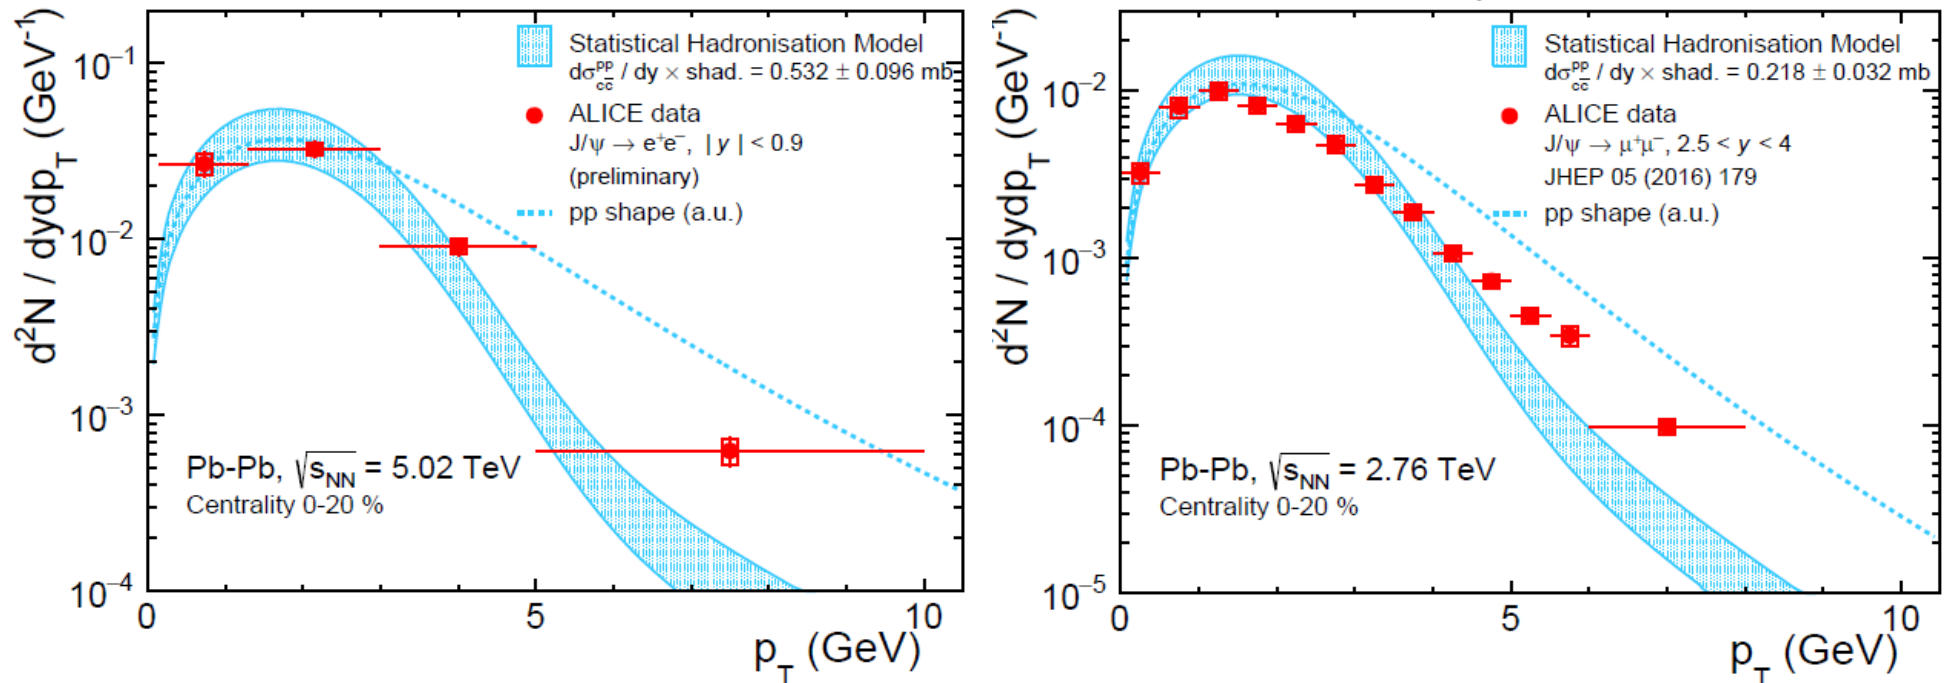 d²N / dydp_T (GeV⁻¹)
10⁻¹
10⁻²
10⁻³
10⁻⁴
Statistical Hadronisation Model
dσ^pp_cc̅ / dy × shad. = 0.532 ± 0.096 mb
ALICE data
J/ψ → e⁺e⁻, | y | < 0.9
(preliminary)
pp shape (a.u.)
Pb-Pb, √s_NN = 5.02 TeV
Centrality 0-20 %
0 5 10
p_T (GeV)
d²N / dydp_T (GeV⁻¹)
10⁻²
10⁻³
10⁻⁴
10⁻⁵
Statistical Hadronisation Model
dσ^pp_cc̅ / dy × shad. = 0.218 ± 0.032 mb
ALICE data
J/ψ → μ⁺μ⁻, 2.5 < y < 4
JHEP 05 (2016) 179
pp shape (a.u.)
Pb-Pb, √s_NN = 2.76 TeV
Centrality 0-20 %
0 5 10
p_T (GeV)